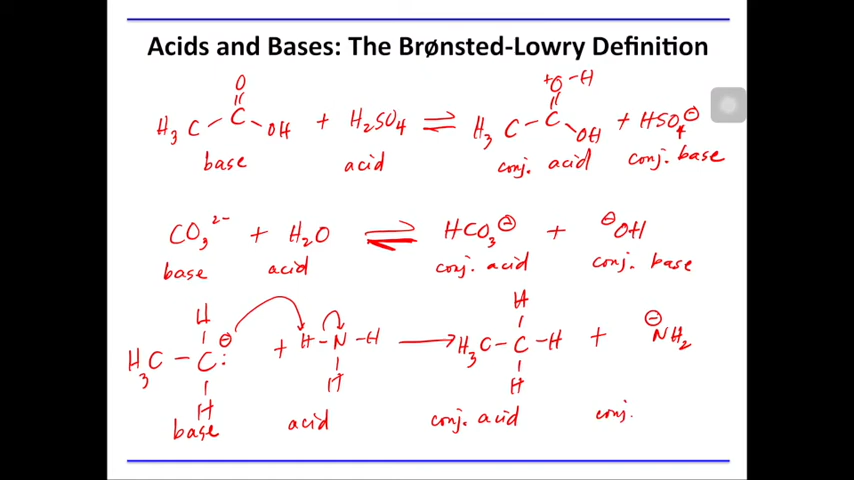 Acids and Bases: The Brønsted-Lowry Definition
O +O-H
H3C - C - OH + H2SO4 ⇌ H3C - C - OH + HSO4⊖
base acid conj. acid conj. base
CO3 2- + H2O ⇌ HCO3⊖ + ⊖OH
base acid conj. acid conj. base
H H
H3C - C:⊖ + H-N-H → H3C-C-H + ⊖NH2
H H H
base acid conj. acid conj.